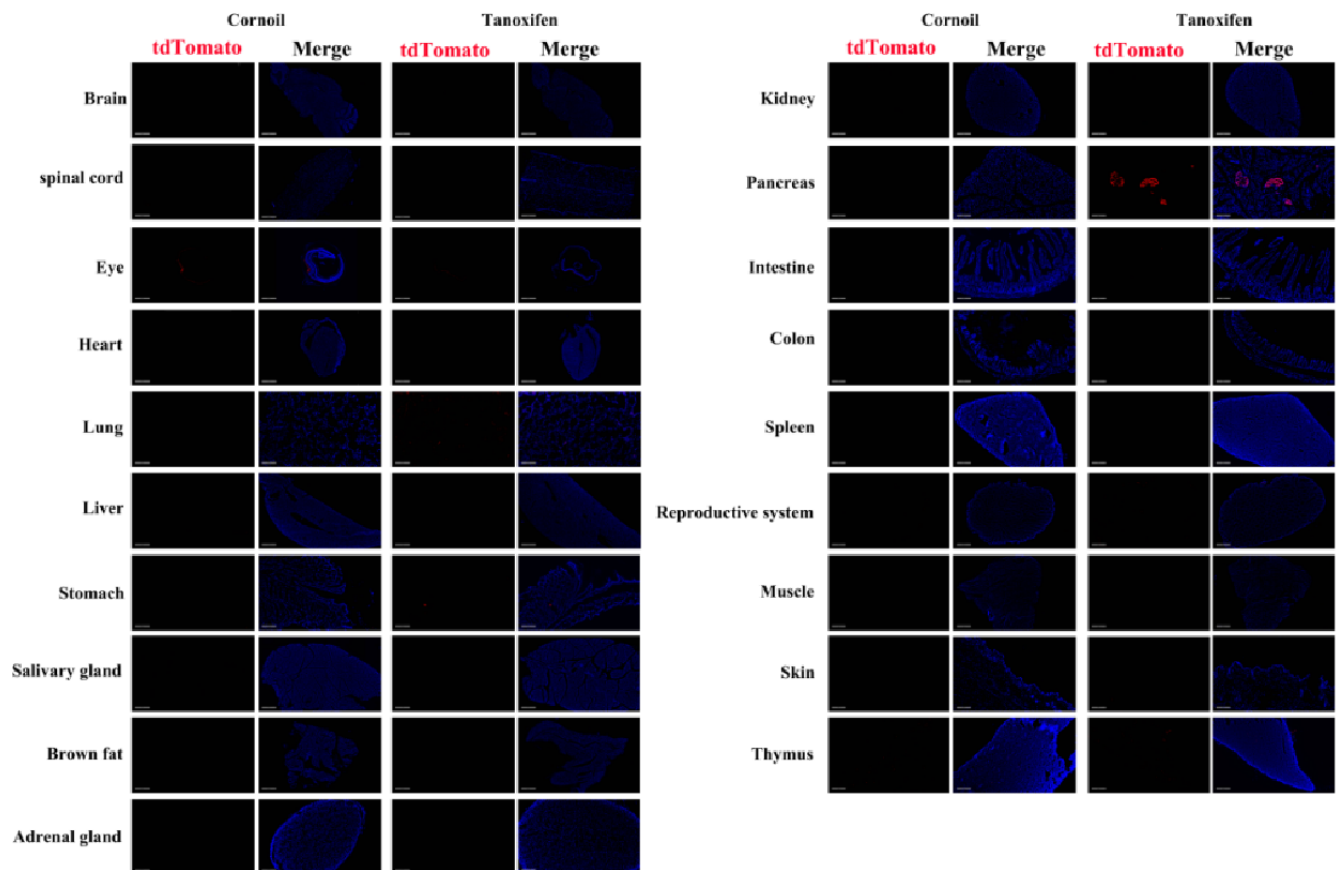 Cornoil Tanoxifen
tdTomato Merge tdTomato Merge
Brain
spinal cord
Eye
Heart
Lung
Liver
Stomach
Salivary gland
Brown fat
Adrenal gland
Cornoil Tanoxifen
tdTomato Merge tdTomato Merge
Kidney
Pancreas
Intestine
Colon
Spleen
Reproductive system
Muscle
Skin
Thymus